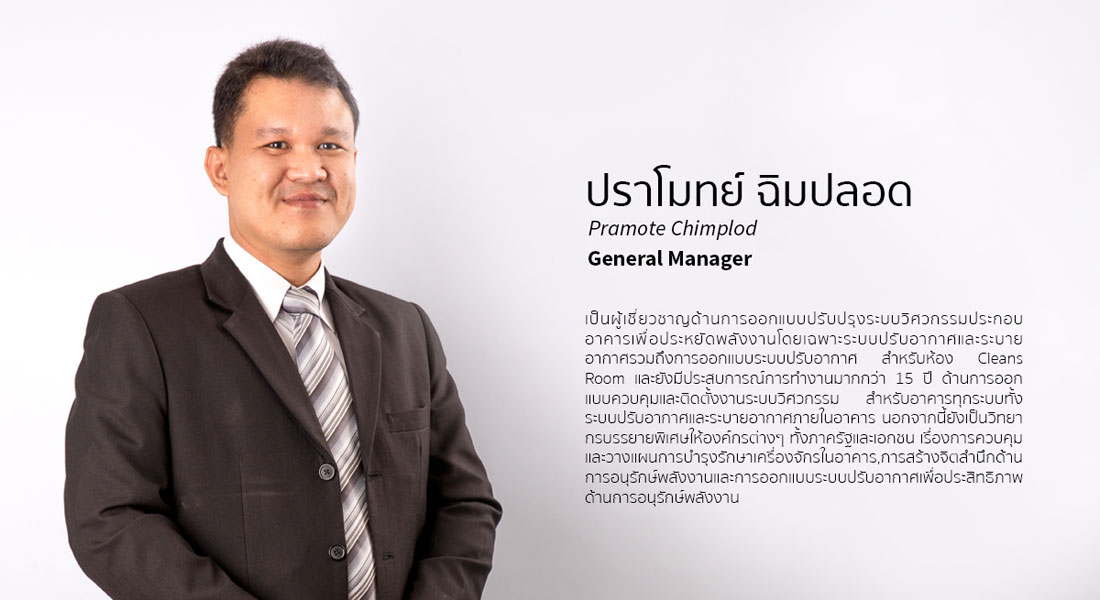 ปราโมทย์ ฉิมปลอด
Pramote Chimplod
General Manager
เป็นผู้เชี่ยวชาญด้านการออกแบบปรับปรุงระบบวิศวกรรมประกอบ
อาคารเพื่อประหยัดพลังงานโดยเฉพาะระบบปรับอากาศและระบาย
อากาศรวมถึงการออกแบบระบบปรับอากาศ สำหรับห้อง Cleans
Room และยังมีประสบการณ์การทำงานมากกว่า 15 ปี ด้านการออก
แบบควบคุมและติดตั้งงานระบบวิศวกรรม สำหรับอาคารทุกระบบทั้ง
ระบบปรับอากาศและระบายอากาศภายในอาคาร นอกจากนี้ยังเป็นวิทยา
กรบรรยายพิเศษให้องค์กรต่างๆ ทั้งภาครัฐและเอกชน เรื่องการควบคุม
และวางแผนการบำรุงรักษาเครื่องจักรในอาคาร,การสร้างจิตสำนึกด้าน
การอนุรักษ์พลังงานและการออกแบบระบบปรับอากาศเพื่อประสิทธิภาพ
ด้านการอนุรักษ์พลังงาน